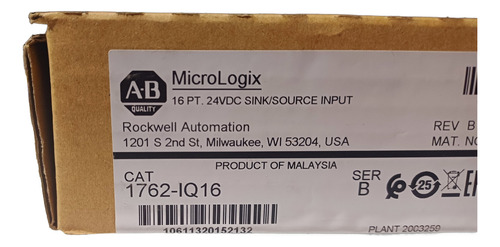 A·B
QUALITY
MicroLogix
16 PT. 24VDC SINK/SOURCE INPUT
Rockwell Automation
1201 S 2nd St, Milwaukee, WI 53204, USA
REV B
MAT. NO
PRODUCT OF MALAYSIA
CAT
1762-IQ16
SER
B
25
10611320152132
PLANT 2003259